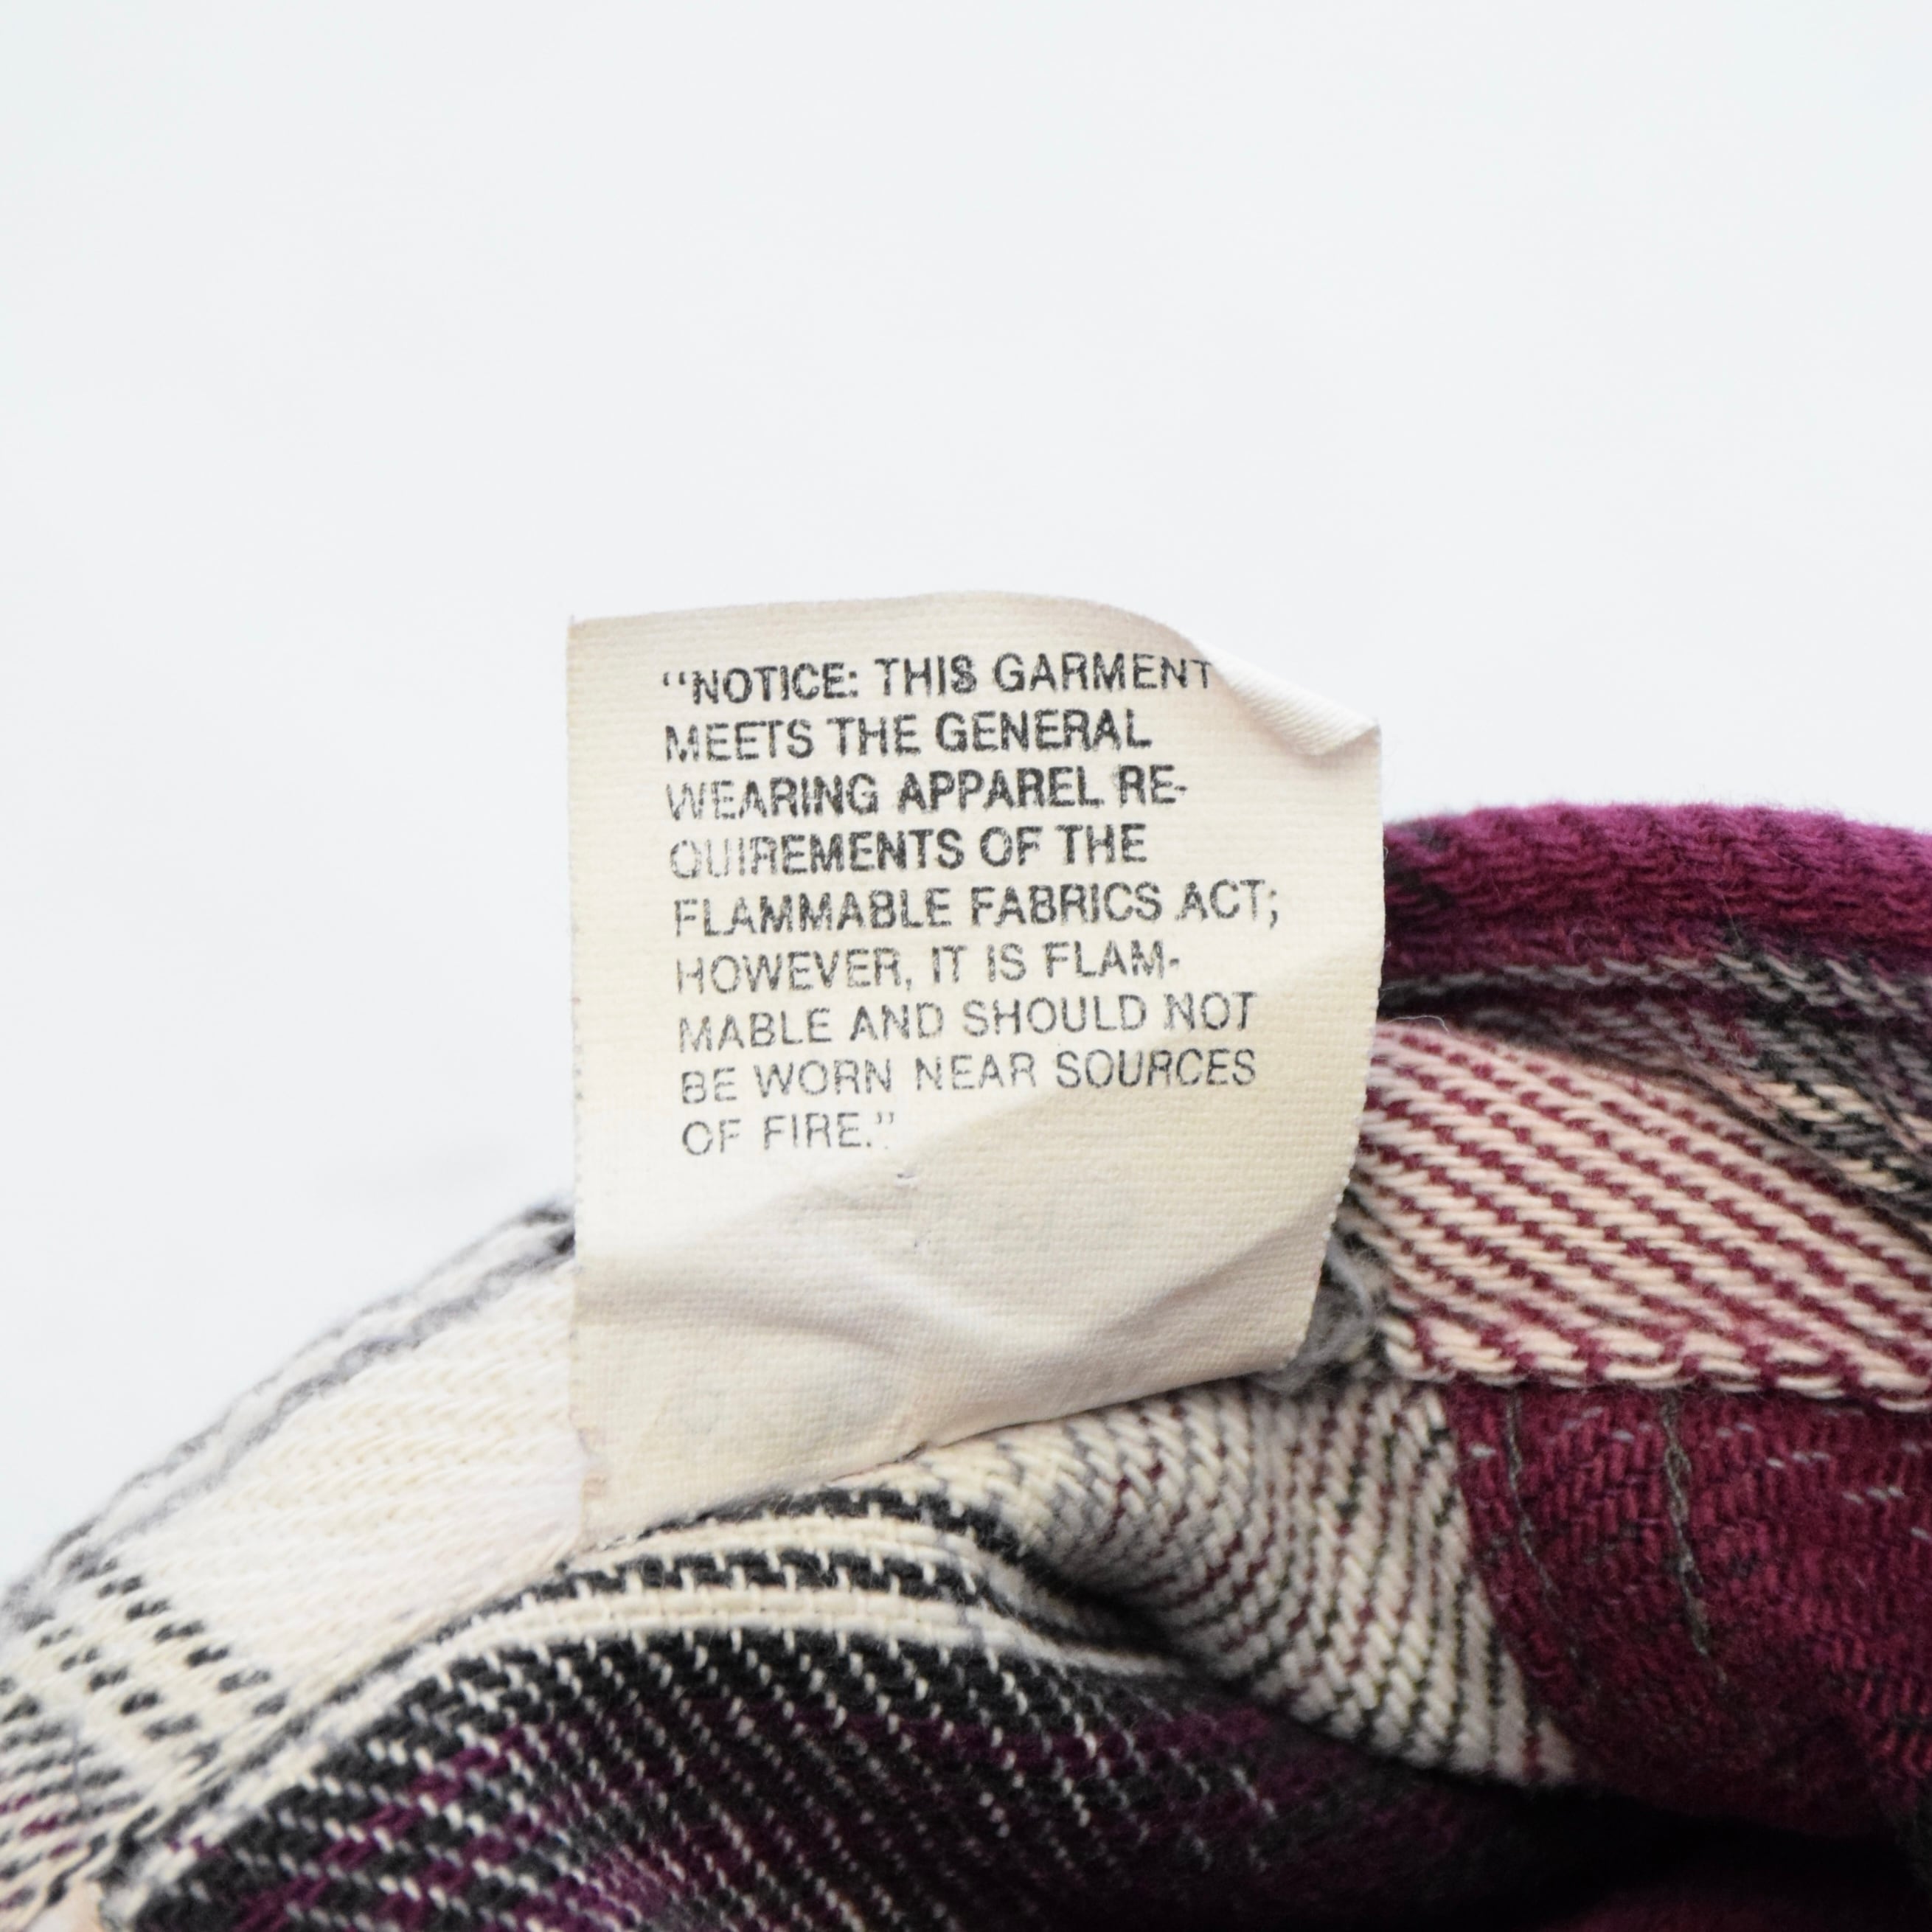 “NOTICE: THIS GARMENT
MEETS THE GENERAL
WEARING APPAREL RE-
QUIREMENTS OF THE
FLAMMABLE FABRICS ACT;
HOWEVER, IT IS FLAM-
MABLE AND SHOULD NOT
BE WORN NEAR SOURCES
OF FIRE.”